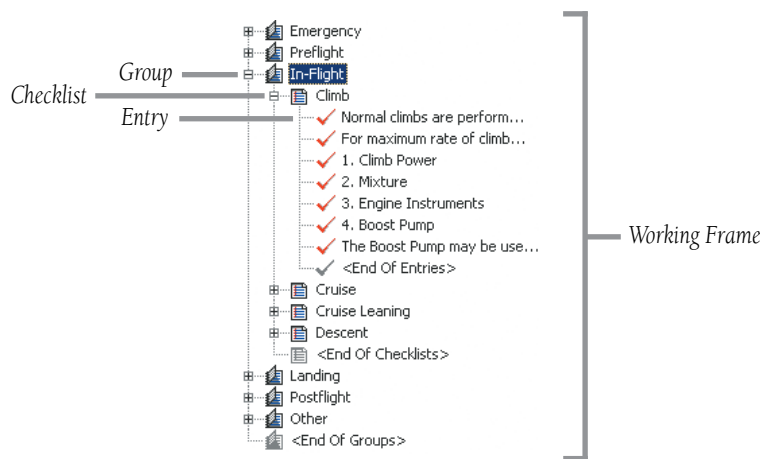 Emergency
Preflight
Group
In-Flight
Checklist
Climb
Entry
Normal climbs are perform...
For maximum rate of climb...
1. Climb Power
2. Mixture
3. Engine Instruments
4. Boost Pump
Working Frame
The Boost Pump may be use...
<End Of Entries>
Cruise
Cruise Leaning
Descent
<End Of Checklists>
Landing
Postflight
Other
<End Of Groups>